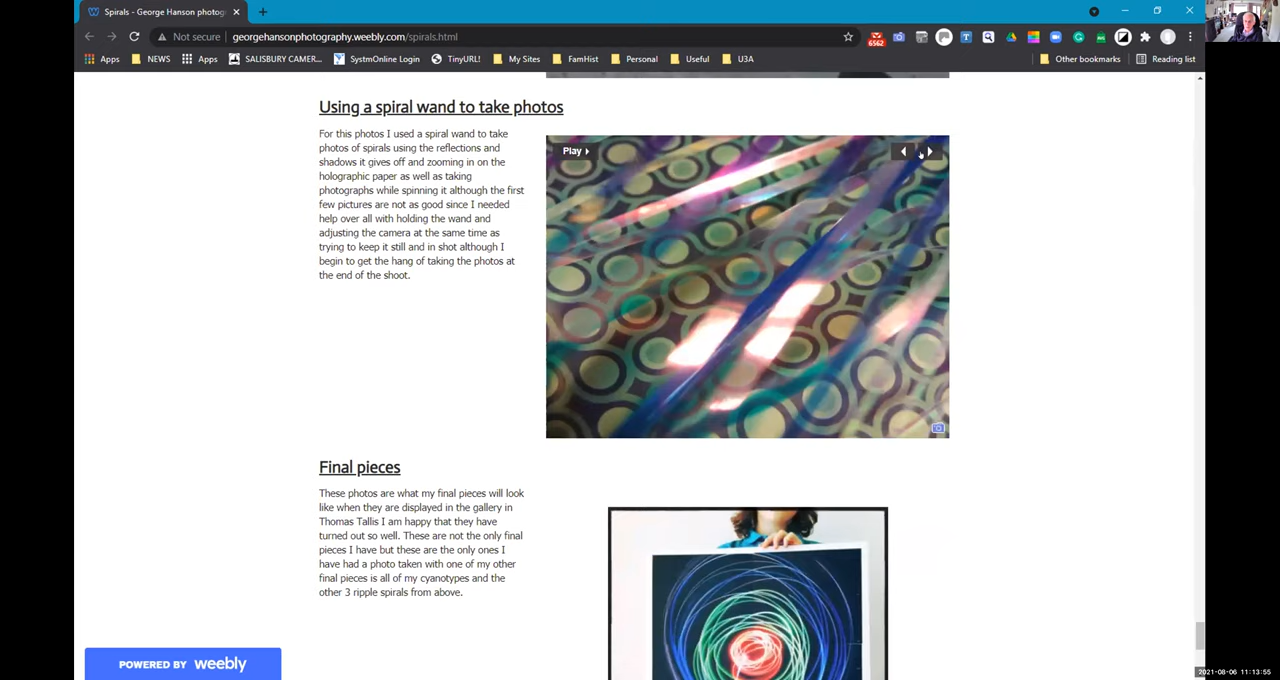 Spirals - George Hanson photog
Not secure georgehansonphotography.weebly.com/spirals.html
6562
Apps NEWS Apps SALISBURY CAMER... SystmOnline Login TinyURL! My Sites FamHist Personal Useful U3A Other bookmarks Reading list
Using a spiral wand to take photos
For this photos I used a spiral wand to take
photos of spirals using the reflections and
shadows it gives off and zooming in on the
holographic paper as well as taking
photographs while spinning it although the first
few pictures are not as good since I needed
help over all with holding the wand and
adjusting the camera at the same time as
trying to keep it still and in shot although I
begin to get the hang of taking the photos at
the end of the shoot.
Play
Final pieces
These photos are what my final pieces will look
like when they are displayed in the gallery in
Thomas Tallis I am happy that they have
turned out so well. These are not the only final
pieces I have but these are the only ones I
have had a photo taken with one of my other
final pieces is all of my cyanotypes and the
other 3 ripple spirals from above.
POWERED BY weebly
2021-08-06 11:13:55